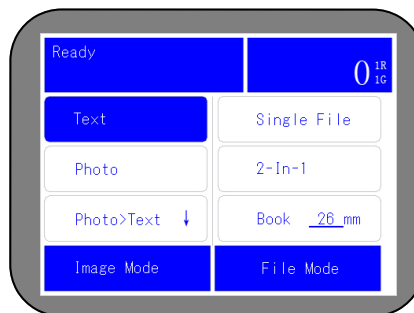 Ready
0 1R
1G
Text
Single File
Photo
2-In-1
Photo>Text ↓
Book 26 mm
Image Mode
File Mode